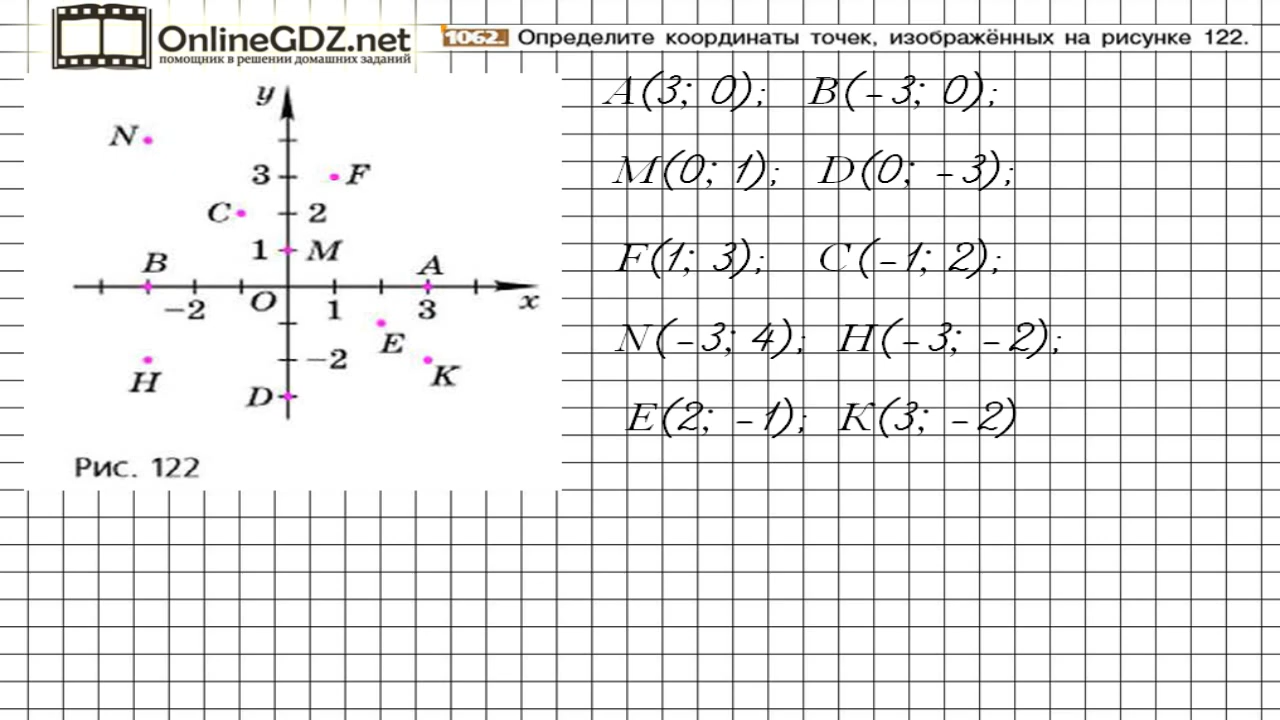 OnlineGDZ.net
помощник в решении домашних заданий
1062. Определите координаты точек, изображённых на рисунке 122.
y
N
3 F
C 2
1 M
B A
-2 O 1 3 x
E
-2
H K
D
Рис. 122
A(3; 0); B(-3; 0);
M(0; 1); D(0; -3);
F(1; 3); C(-1; 2);
N(-3; 4); H(-3; -2);
E(2; -1); K(3; -2)